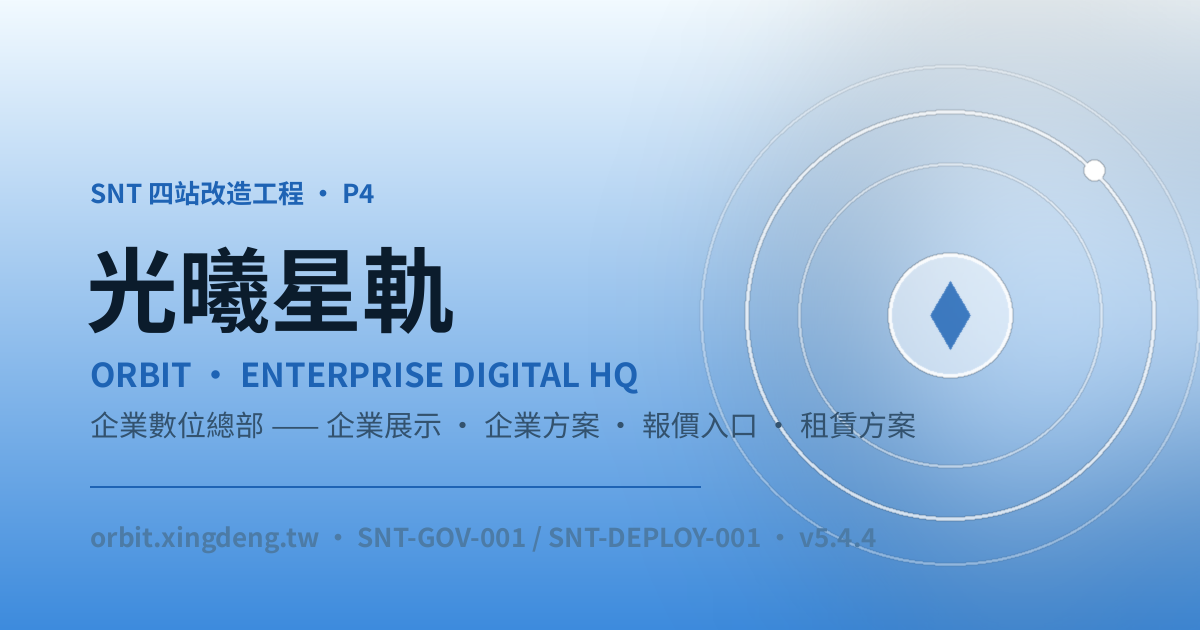 SNT 四站改造工程 • P4
光曦星軌
ORBIT • ENTERPRISE DIGITAL HQ
企業數位總部 —— 企業展示 • 企業方案 • 報價入口 • 租賃方案
orbit.xingdeng.tw • SNT-GOV-001 / SNT-DEPLOY-001 • v5.4.4